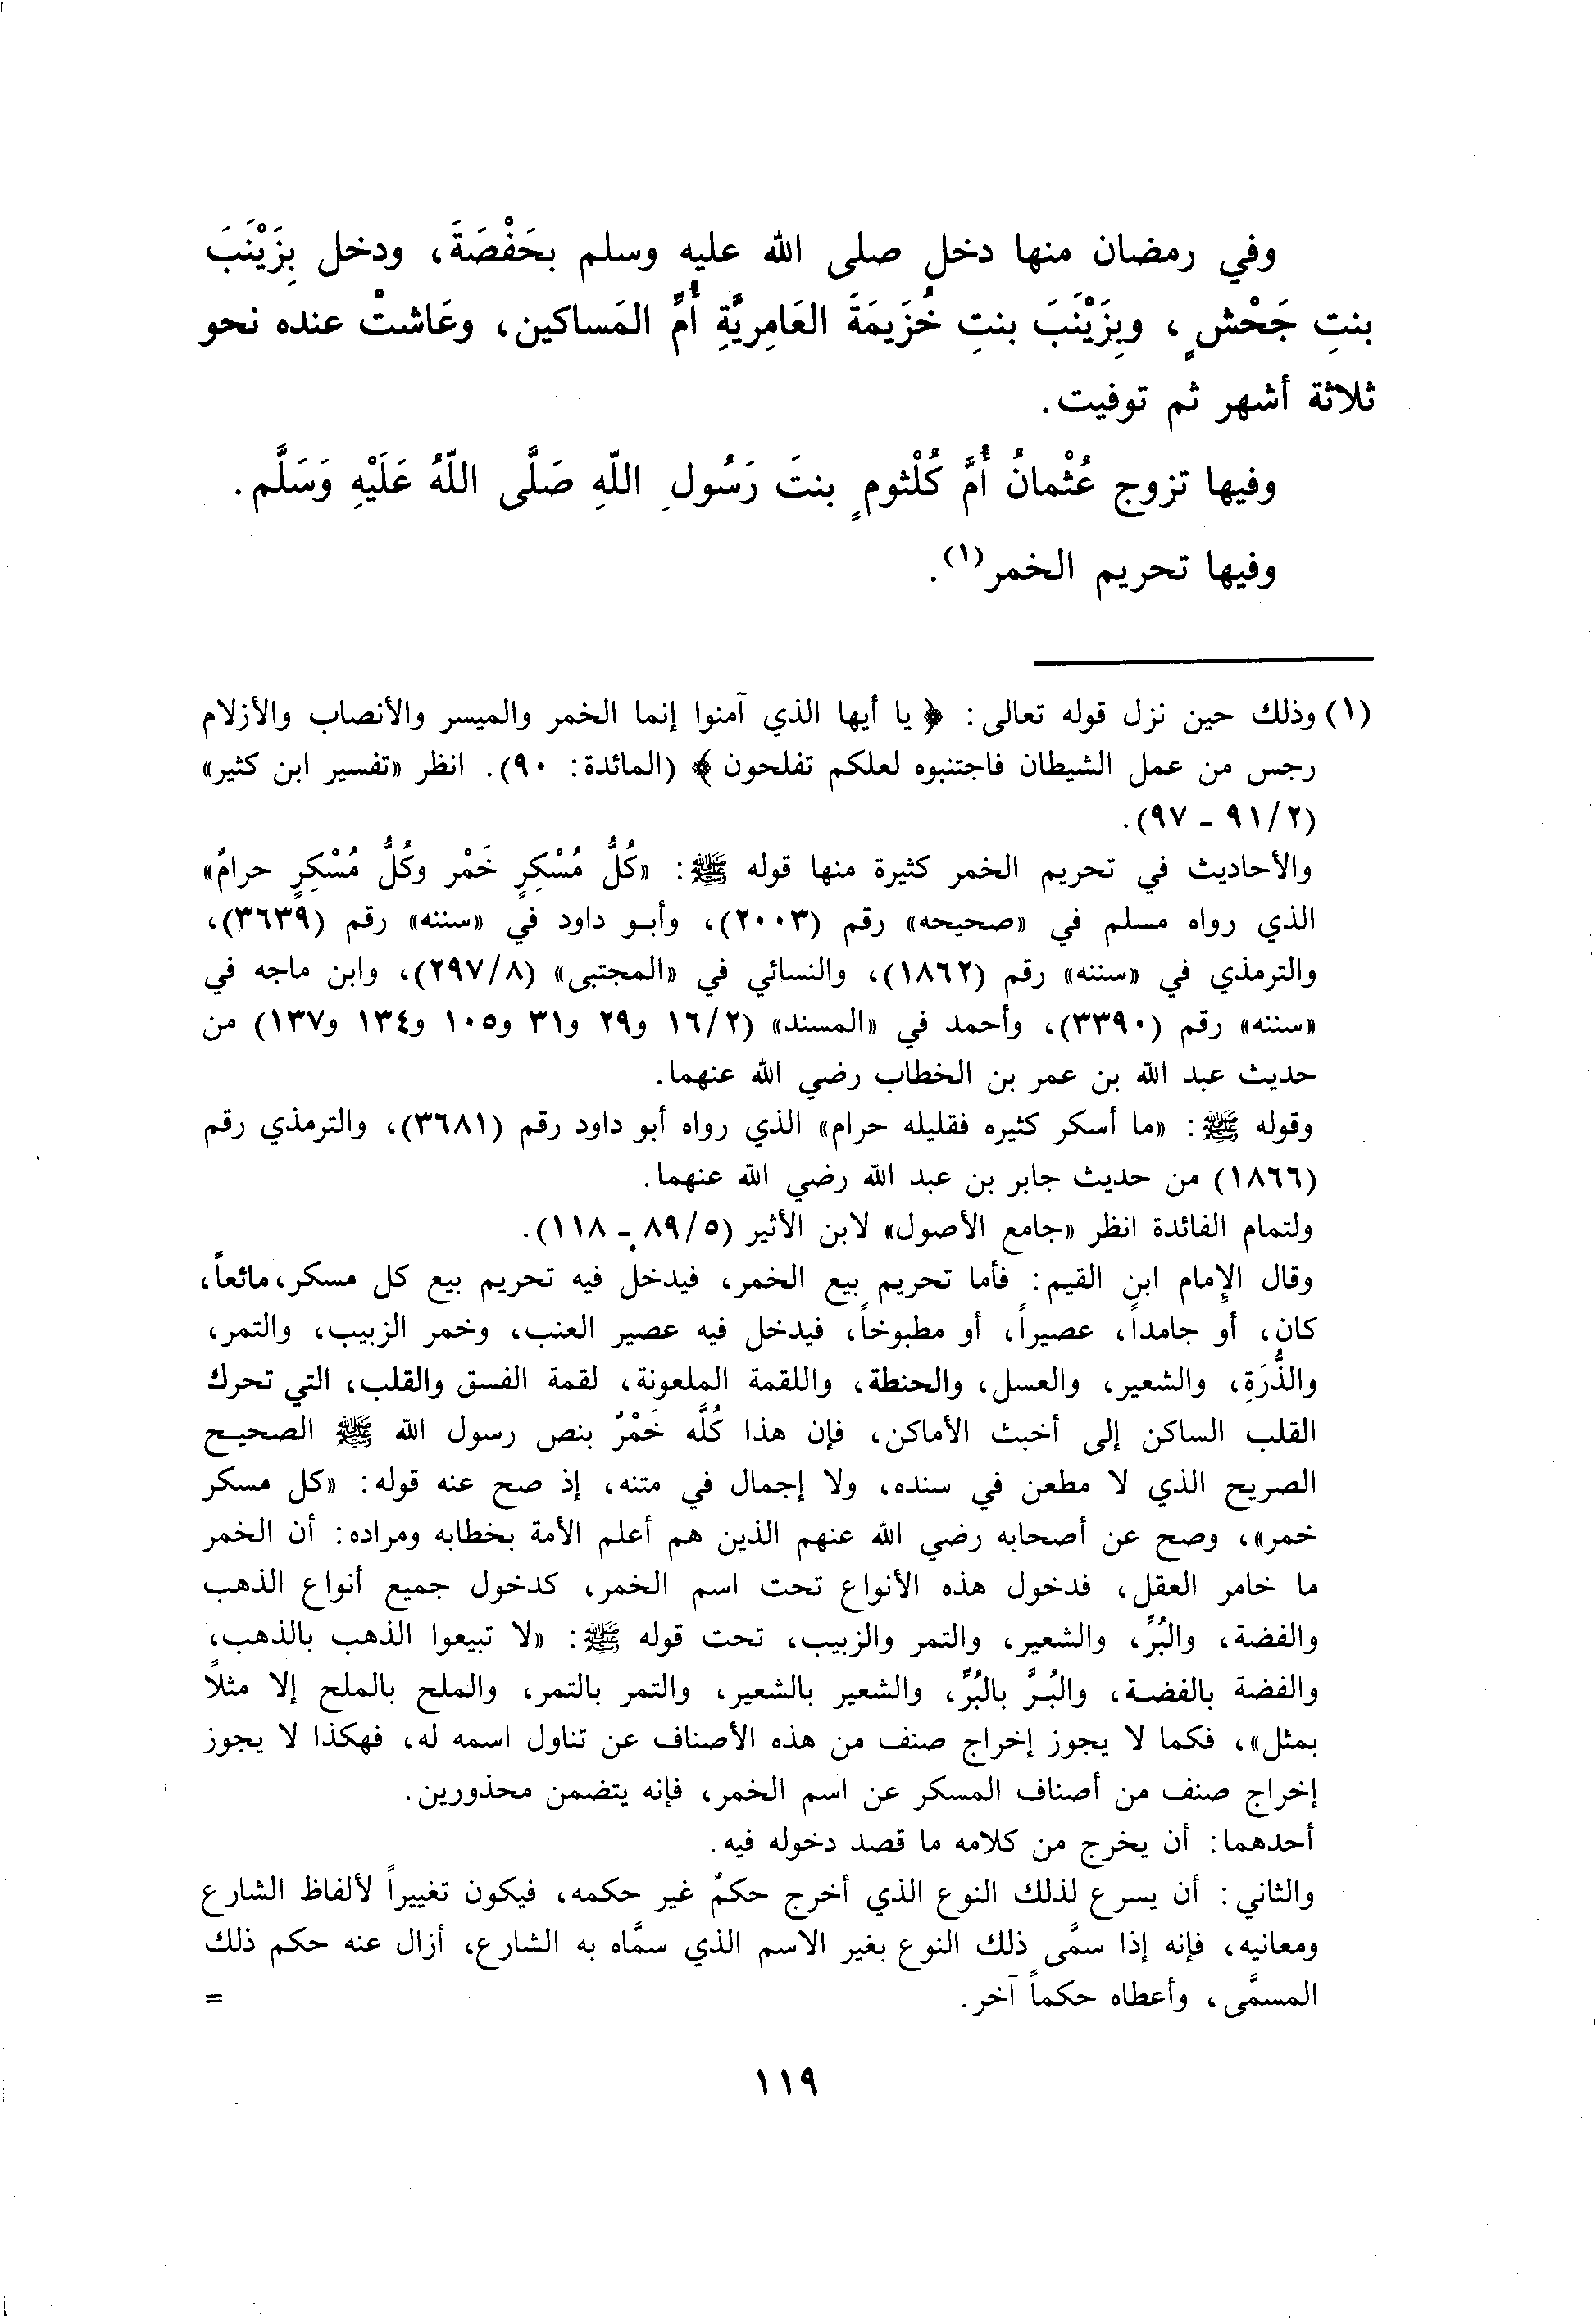 وفي رمضان منها دخل صلى الله عليه وسلم بحَفْصَةَ، ودخل بِزَيْنَبَ
بنتِ جَحْشٍ، وبِزَيْنَبَ بنتِ خُزَيمَةَ العَامِريَّةِ أُمِّ المَساكين، وعَاشتْ عنده نحو
ثلاثة أشهر ثم توفيت.
وفيها تزوج عُثْمانُ أُمَّ كُلْثومٍ بنتَ رَسُولِ اللّهِ صَلَّى اللّهُ عَلَيْهِ وَسَلَّم.
وفيها تحريم الخمر(١).
(١) وذلك حين نزل قوله تعالى: ﴿ يا أيها الذي آمنوا إنما الخمر والميسر والأنصاب والأزلام
رجس من عمل الشيطان فاجتنبوه لعلكم تفلحون ﴾ (المائدة: ٩٠). انظر «تفسير ابن كثير»
(٢/ ٩١ - ٩٧).
والأحاديث في تحريم الخمر كثيرة منها قوله ﷺ: «كُلُّ مُسْكِرٍ خَمْر وكُلُّ مُسْكِرٍ حرامٌ»
الذي رواه مسلم في «صحيحه» رقم (٢٠٠٣)، وأبو داود في «سننه» رقم (٣٦٣٩)،
والترمذي في «سننه» رقم (١٨٦٢)، والنسائي في «المجتبى» (٨/ ٢٩٧)، وابن ماجه في
«سننه» رقم (٣٣٩٠)، وأحمد في «المسند» (٢/ ١٦ و٢٩ و٣١ و١٠٥ و١٣٤ و١٣٧) من
حديث عبد الله بن عمر بن الخطاب رضي الله عنهما.
وقوله ﷺ: «ما أسكر كثيره فقليله حرام» الذي رواه أبو داود رقم (٣٦٨١)، والترمذي رقم
(١٨٦٦) من حديث جابر بن عبد الله رضي الله عنهما.
ولتمام الفائدة انظر «جامع الأصول» لابن الأثير (٥/ ٨٩ - ١١٨).
وقال الإمام ابن القيم: فأما تحريم بيع الخمر، فيدخل فيه تحريم بيع كل مسكر، مائعاً،
كان، أو جامداً، عصيراً، أو مطبوخاً، فيدخل فيه عصير العنب، وخمر الزبيب، والتمر،
والذُّرَةِ، والشعير، والعسل، والحنطة، واللقمة الملعونة، لقمة الفسق والقلب، التي تحرك
القلب الساكن إلى أخبث الأماكن، فإن هذا كُلَّه خَمْرٌ بنص رسول الله ﷺ الصحيح
الصريح الذي لا مطعن في سنده، ولا إجمال في متنه، إذ صح عنه قوله: «كل مسكر
خمر»، وصح عن أصحابه رضي الله عنهم الذين هم أعلم الأمة بخطابه ومراده: أن الخمر
ما خامر العقل، فدخول هذه الأنواع تحت اسم الخمر، كدخول جميع أنواع الذهب
والفضة، والبُرِّ، والشعير، والتمر والزبيب، تحت قوله ﷺ: «لا تبيعوا الذهب بالذهب،
والفضة بالفضة، والبُرَّ بالبُرِّ، والشعير بالشعير، والتمر بالتمر، والملح بالملح إلا مثلاً
بمثل»، فكما لا يجوز إخراج صنف من هذه الأصناف عن تناول اسمه له، فهكذا لا يجوز
إخراج صنف من أصناف المسكر عن اسم الخمر، فإنه يتضمن محذورين.
أحدهما: أن يخرج من كلامه ما قصد دخوله فيه.
والثاني: أن يسرع لذلك النوع الذي أخرج حكمٌ غير حكمه، فيكون تغييراً لألفاظ الشارع
ومعانيه، فإنه إذا سمَّى ذلك النوع بغير الاسم الذي سمَّاه به الشارع، أزال عنه حكم ذلك
المسمَّى، وأعطاه حكماً آخر. =
١١٩